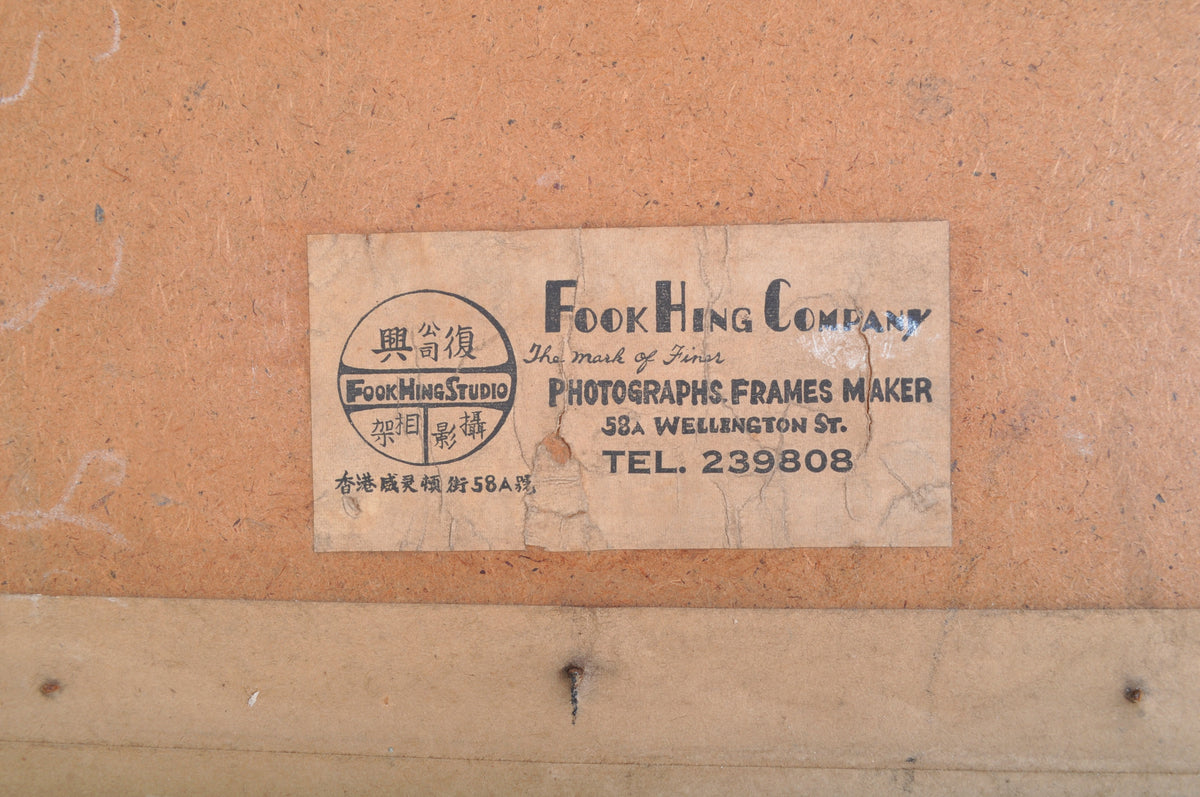 復公司興
FOOK HING STUDIO
攝影 相架
香港威灵頓街58A號
FOOK HING COMPANY
The mark of Finer
PHOTOGRAPHS. FRAMES MAKER
58A WELLENGTON ST.
TEL. 239808